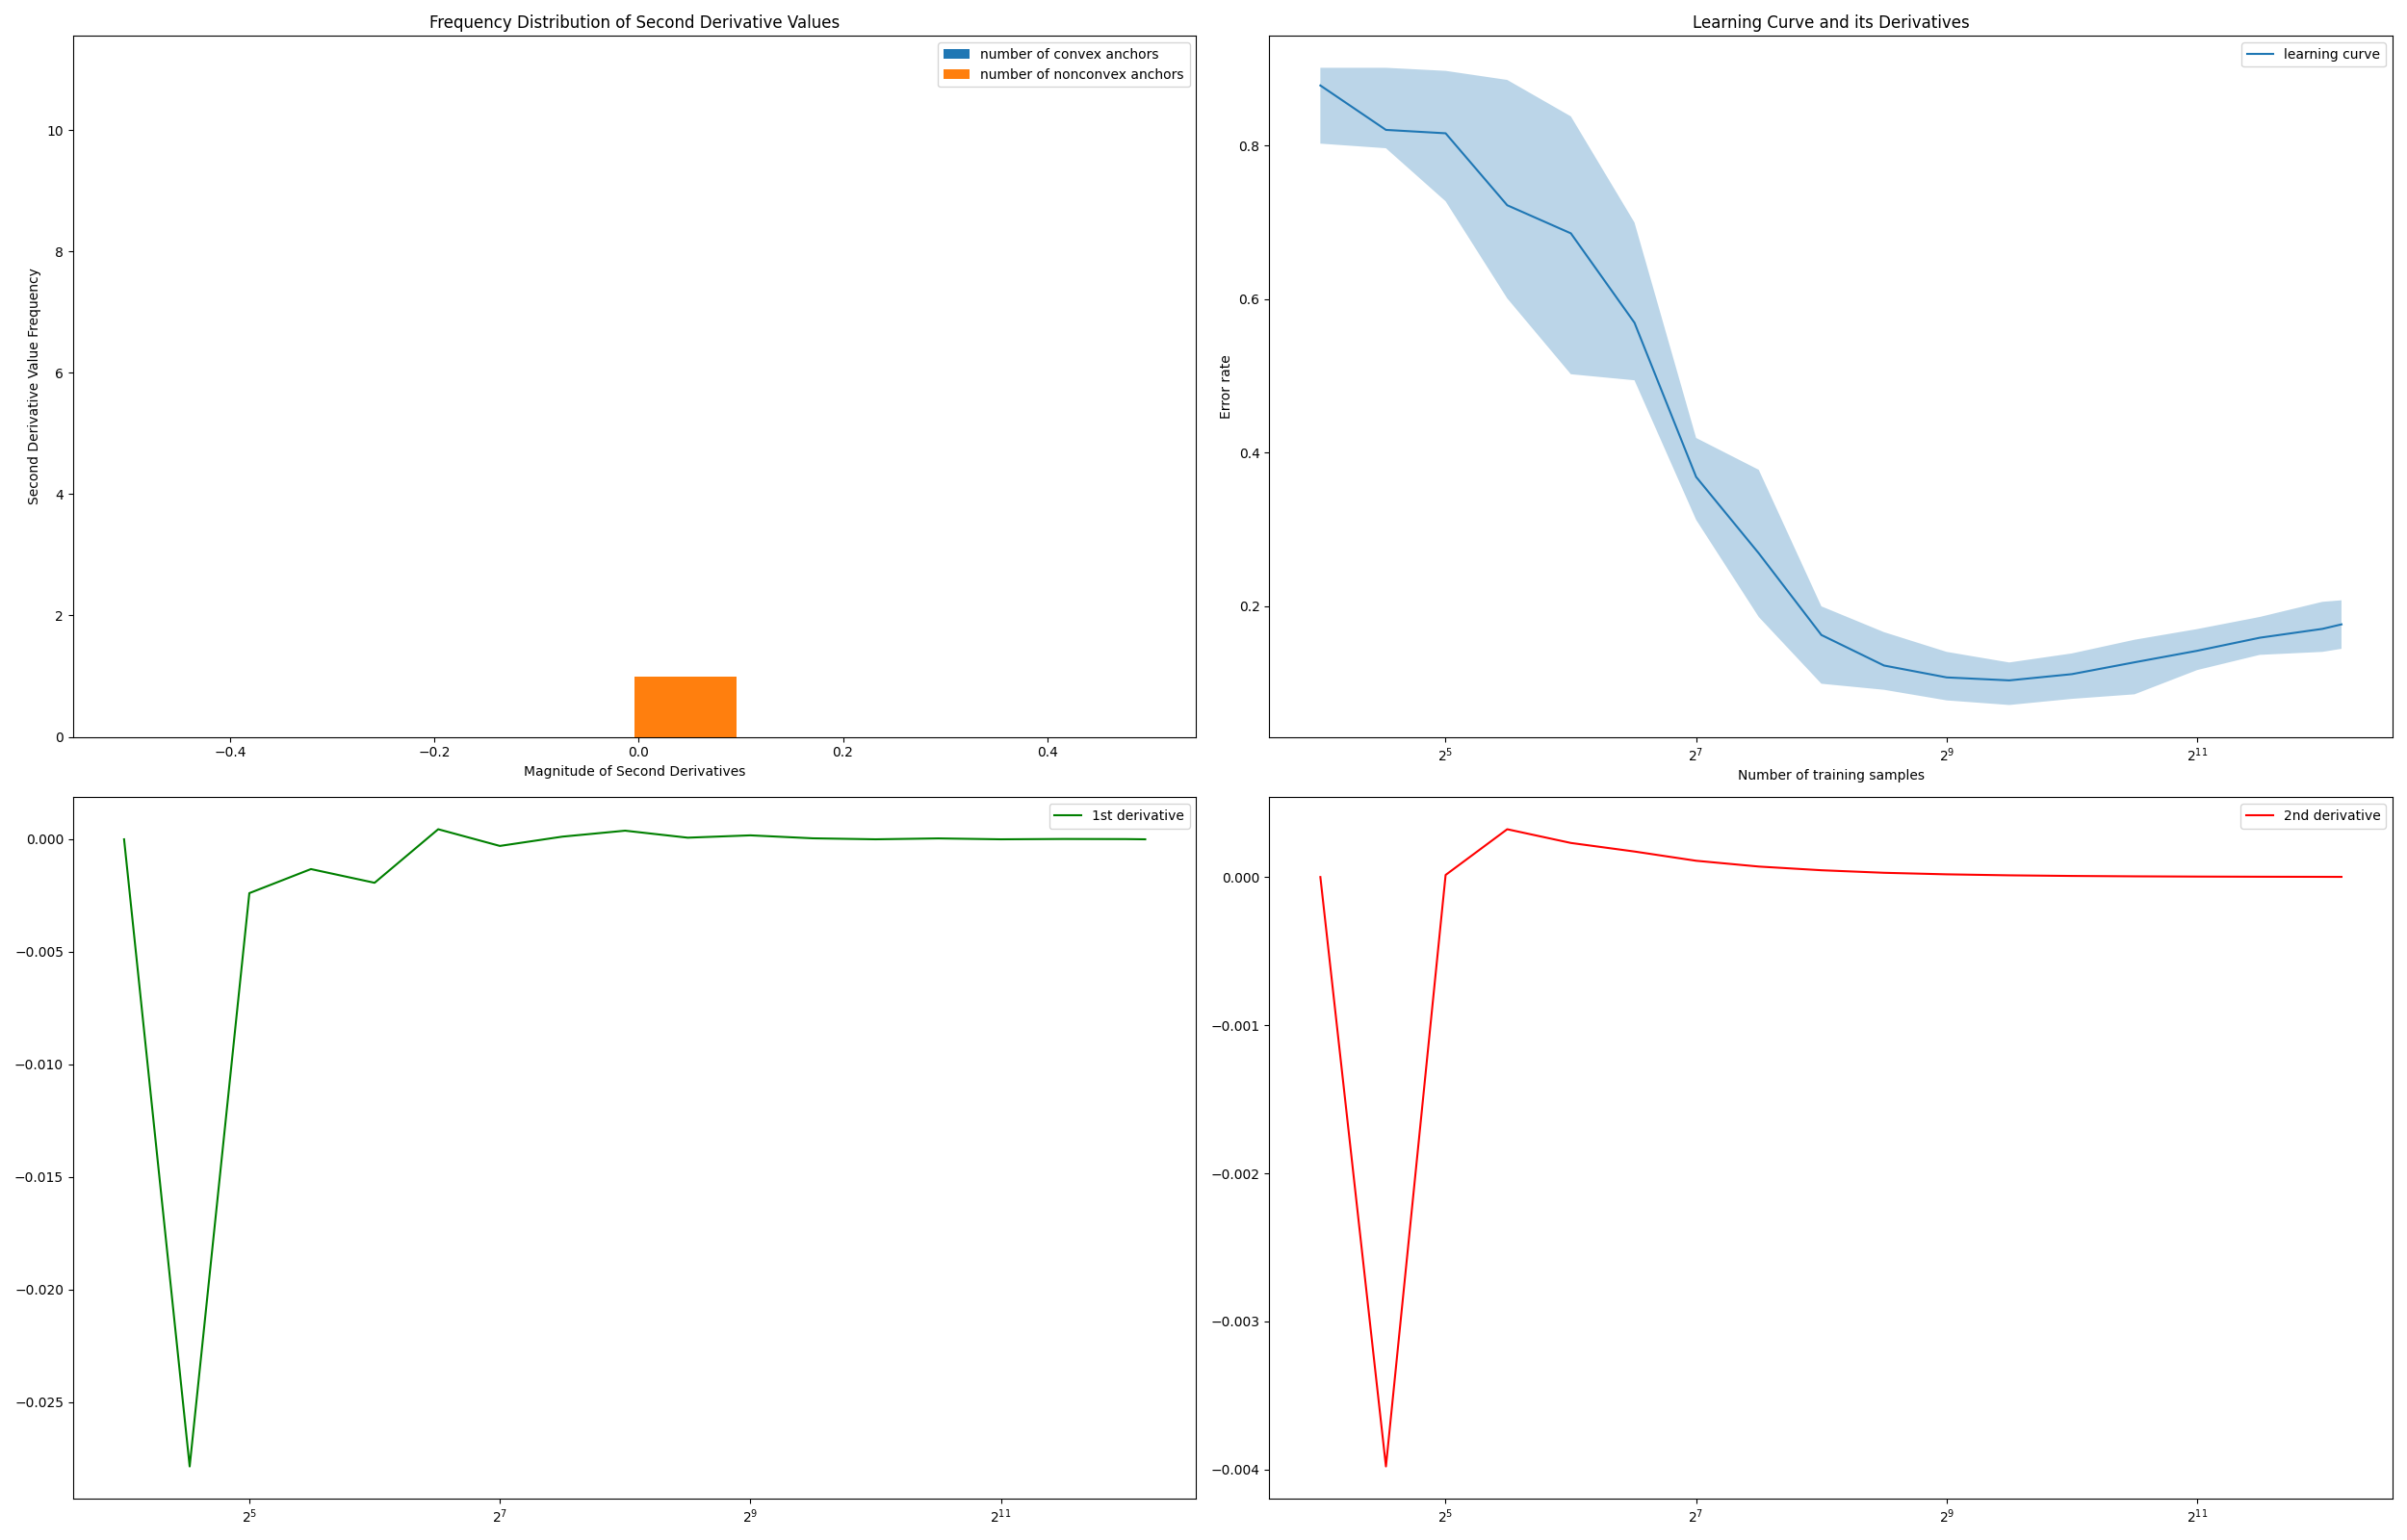 Frequency Distribution of Second Derivative Values
number of convex anchors
number of nonconvex anchors
Second Derivative Value Frequency
10
8
6
4
2
0
−0.4 −0.2 0.0 0.2 0.4
Magnitude of Second Derivatives
Learning Curve and its Derivatives
learning curve
Error rate
0.8
0.6
0.4
0.2
2^5 2^7 2^9 2^11
Number of training samples
1st derivative
0.000
−0.005
−0.010
−0.015
−0.020
−0.025
2^5 2^7 2^9 2^11
2nd derivative
0.000
−0.001
−0.002
−0.003
−0.004
2^5 2^7 2^9 2^11